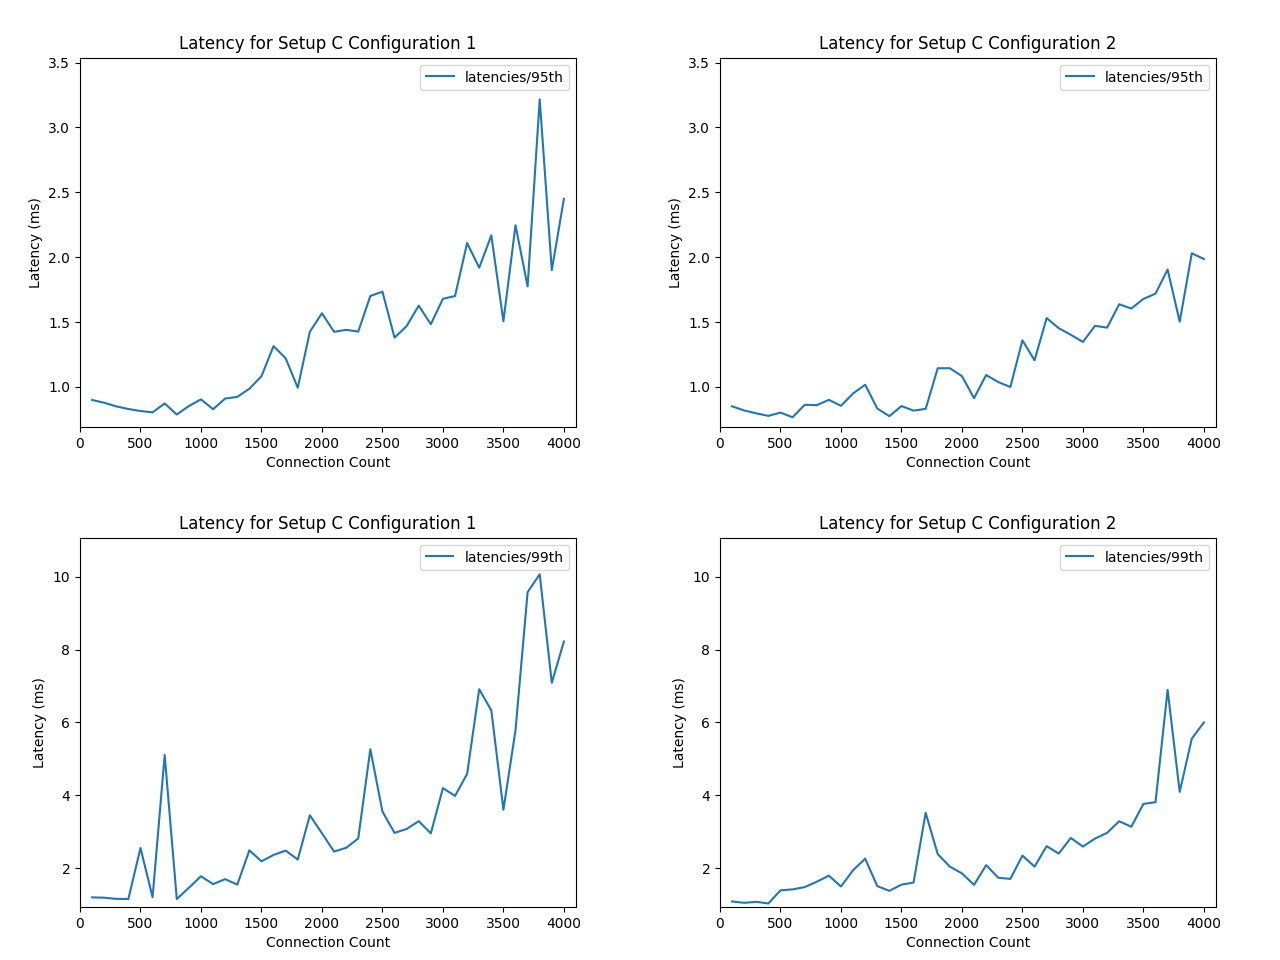 Latency for Setup C Configuration 1
latencies/95th
3.5
3.0
2.5
2.0
1.5
1.0
Latency (ms)
0 500 1000 1500 2000 2500 3000 3500 4000
Connection Count
Latency for Setup C Configuration 2
latencies/95th
3.5
3.0
2.5
2.0
1.5
1.0
Latency (ms)
0 500 1000 1500 2000 2500 3000 3500 4000
Connection Count
Latency for Setup C Configuration 1
latencies/99th
10
8
6
4
2
Latency (ms)
0 500 1000 1500 2000 2500 3000 3500 4000
Connection Count
Latency for Setup C Configuration 2
latencies/99th
10
8
6
4
2
Latency (ms)
0 500 1000 1500 2000 2500 3000 3500 4000
Connection Count